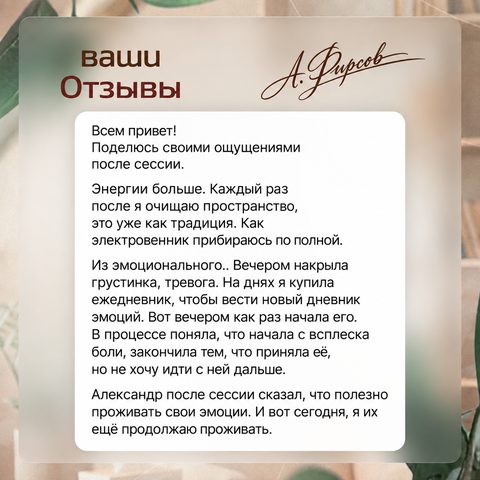 ваши
Отзывы
А. Фирсов
Всем привет!
Поделюсь своими ощущениями
после сессии.
Энергии больше. Каждый раз
после я очищаю пространство,
это уже как традиция. Как
электровенник прибираюсь по полной.
Из эмоционального.. Вечером накрыла
грустинка, тревога. На днях я купила
ежедневник, чтобы вести новый дневник
эмоций. Вот вечером как раз начала его.
В процессе поняла, что начала с всплеска
боли, закончила тем, что приняла её,
но не хочу идти с ней дальше.
Александр после сессии сказал, что полезно
проживать свои эмоции. И вот сегодня, я их
ещё продолжаю проживать.